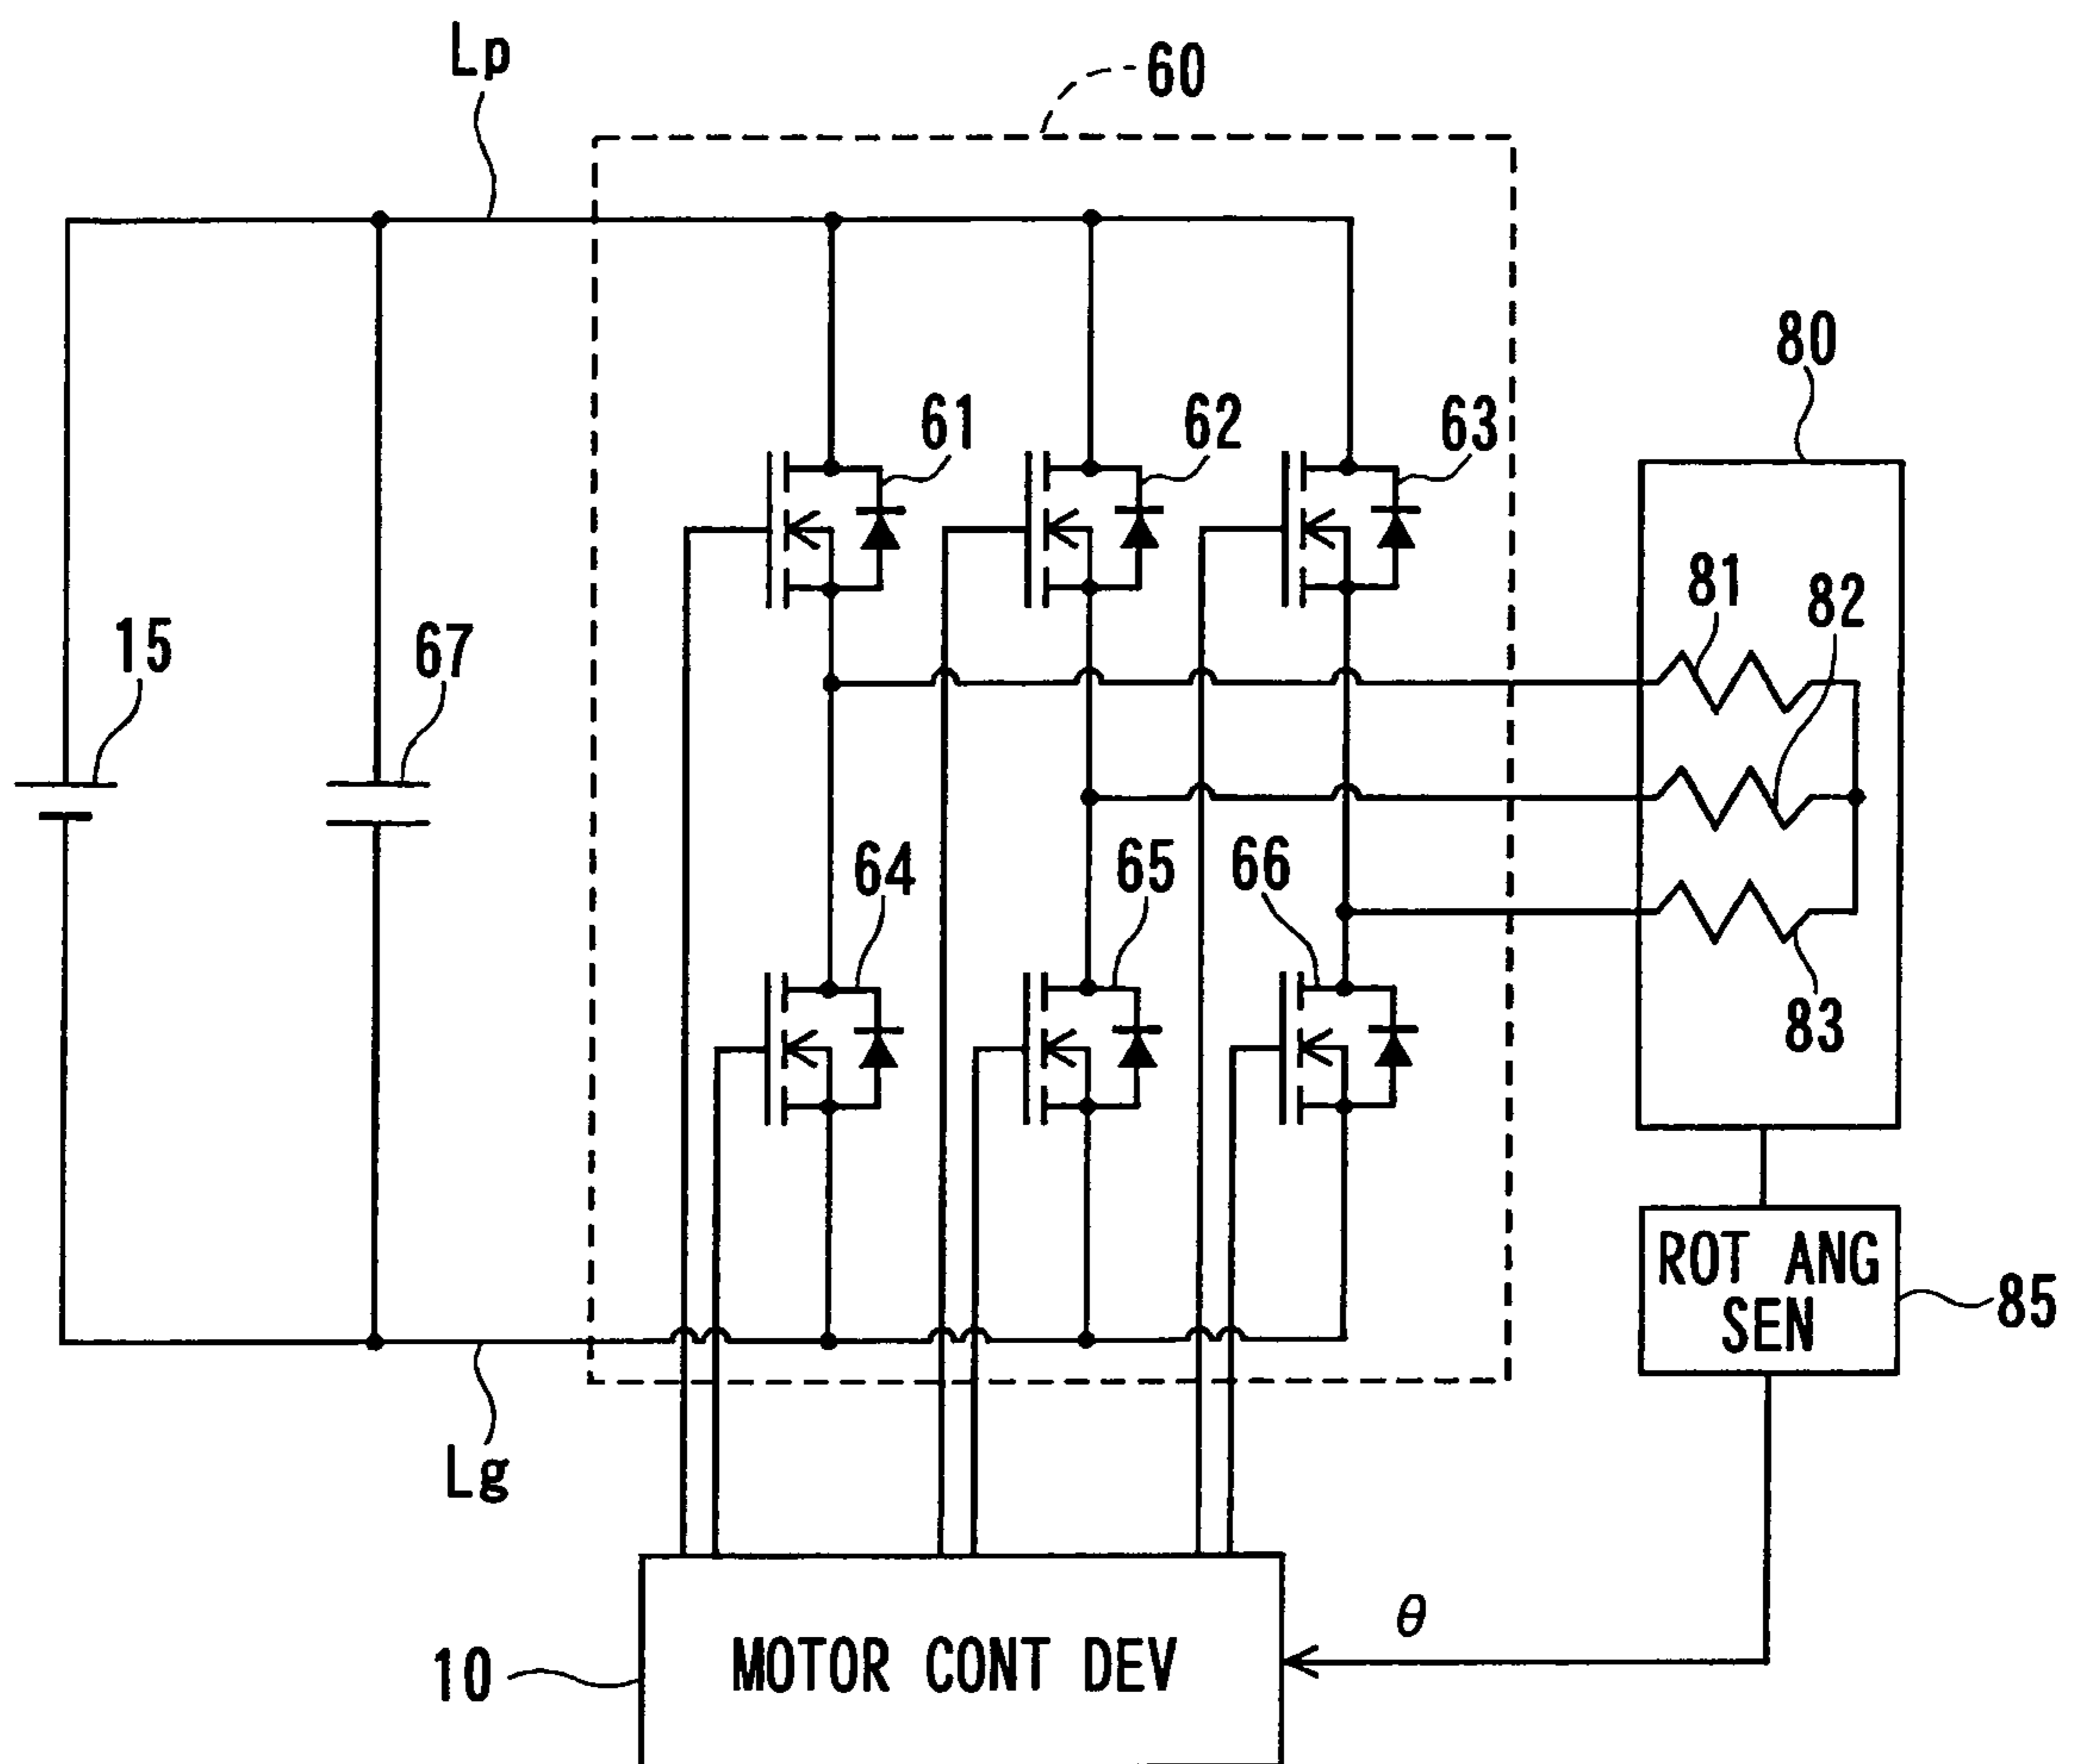 Lp
60
61
62
63
80
81
82
15
67
64
65
66
83
ROT ANG
SEN
85
Lg
θ
10
MOTOR CONT DEV